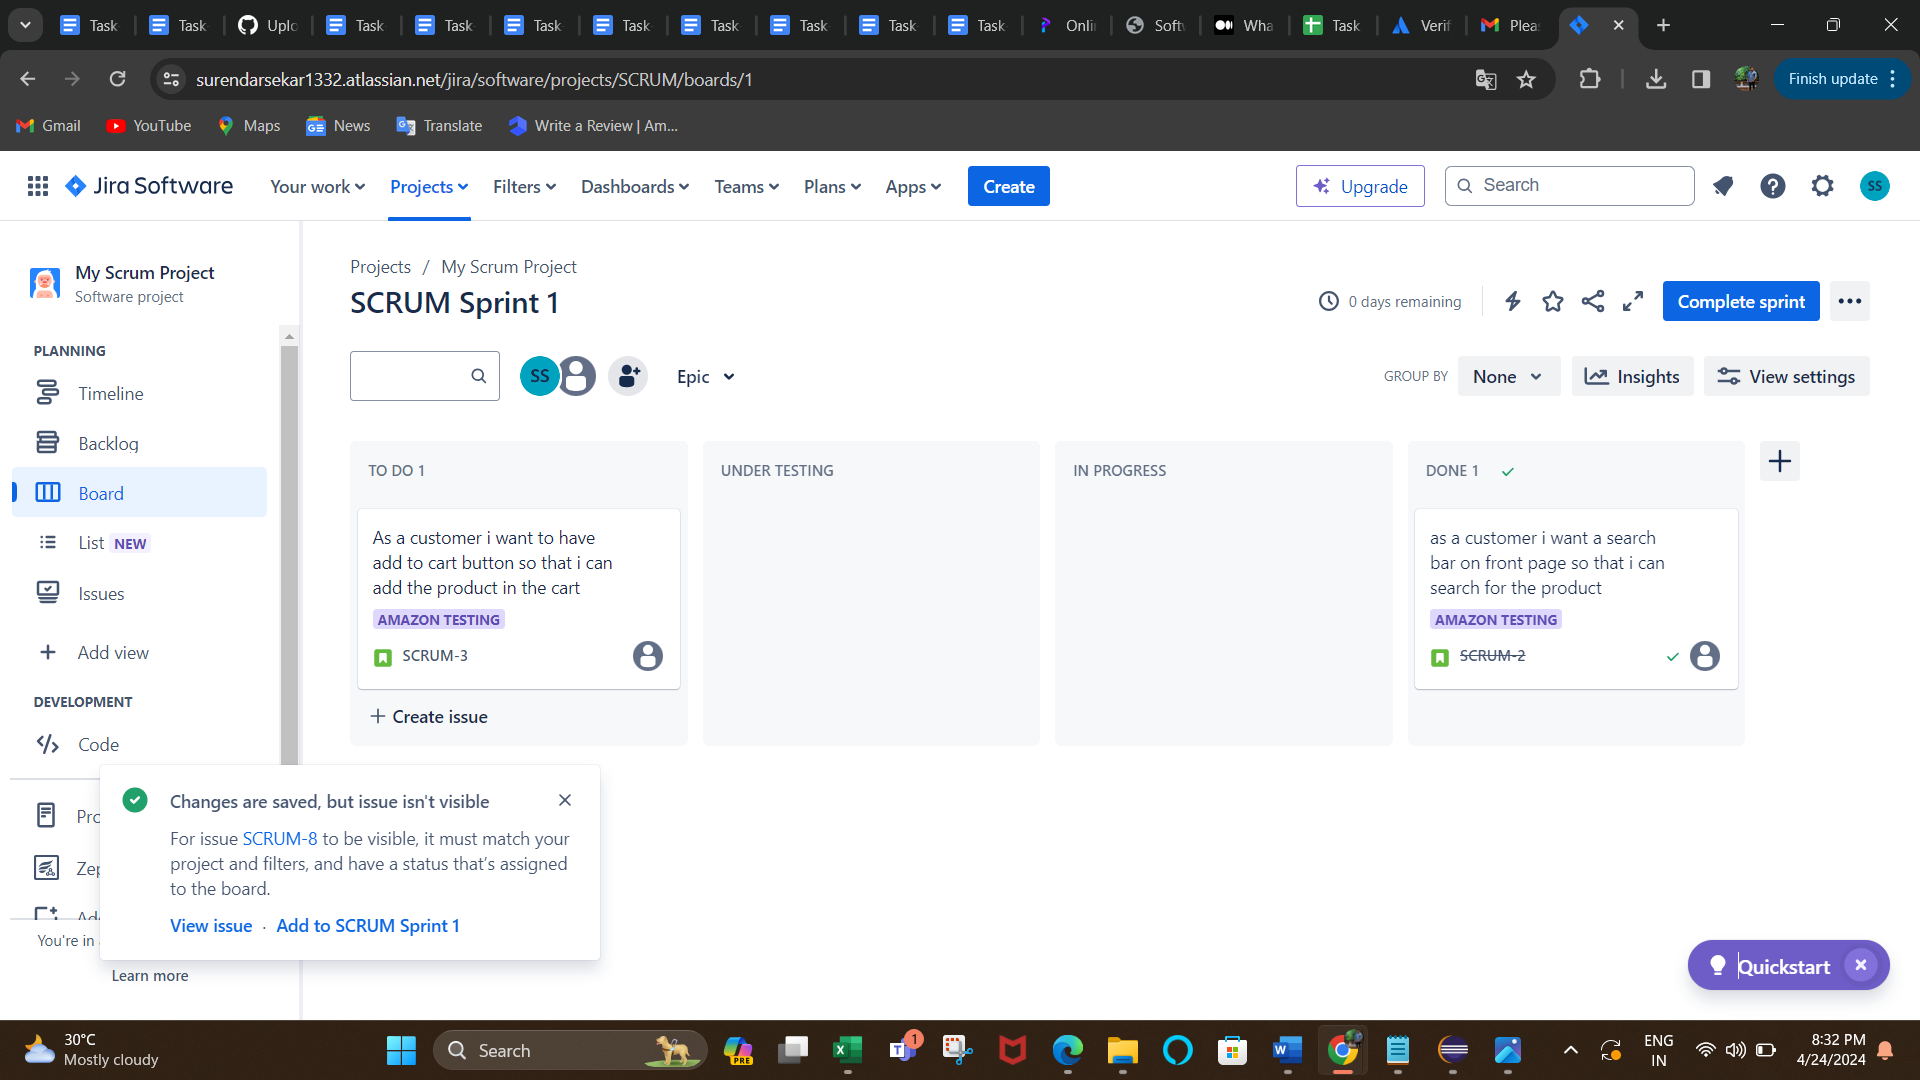 Task
Task
Uplo
Task
Task
Task
Task
Task
Task
Task
Task
Onli
Soft
Wha
Task
Verif
Plea
surendarsekar1332.atlassian.net/jira/software/projects/SCRUM/boards/1
Finish update
Gmail
YouTube
Maps
News
Translate
Write a Review | Am...
Jira Software
Your work
Projects
Filters
Dashboards
Teams
Plans
Apps
Create
Upgrade
Search
SS
My Scrum Project
Software project
PLANNING
Timeline
Backlog
Board
List NEW
Issues
Add view
DEVELOPMENT
Code
Pro
Zep
Add
You're in a
Learn more
Projects / My Scrum Project
SCRUM Sprint 1
0 days remaining
Complete sprint
SS
Epic
GROUP BY
None
Insights
View settings
TO DO 1
As a customer i want to have
add to cart button so that i can
add the product in the cart
AMAZON TESTING
SCRUM-3
+ Create issue
UNDER TESTING
IN PROGRESS
DONE 1
as a customer i want a search
bar on front page so that i can
search for the product
AMAZON TESTING
SCRUM-2
Changes are saved, but issue isn't visible
For issue SCRUM-8 to be visible, it must match your
project and filters, and have a status that's assigned
to the board.
View issue · Add to SCRUM Sprint 1
Quickstart
30°C
Mostly cloudy
Search
PRE
1
ENG
IN
8:32 PM
4/24/2024